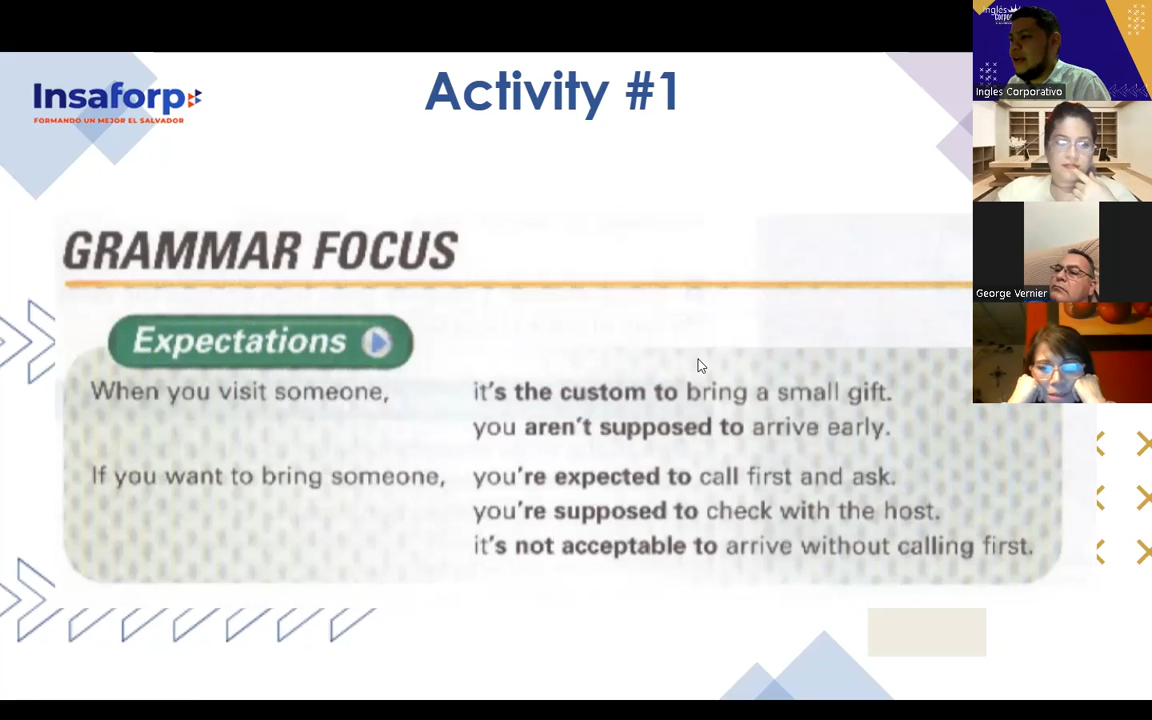 Insaforp
FORMANDO UN MEJOR EL SALVADOR
Activity #1
GRAMMAR FOCUS
Expectations
When you visit someone, it's the custom to bring a small gift.
you aren't supposed to arrive early.
If you want to bring someone, you're expected to call first and ask.
you're supposed to check with the host.
it's not acceptable to arrive without calling first.
Inglés
Corpo
Ingles Corporativo
George Vernier